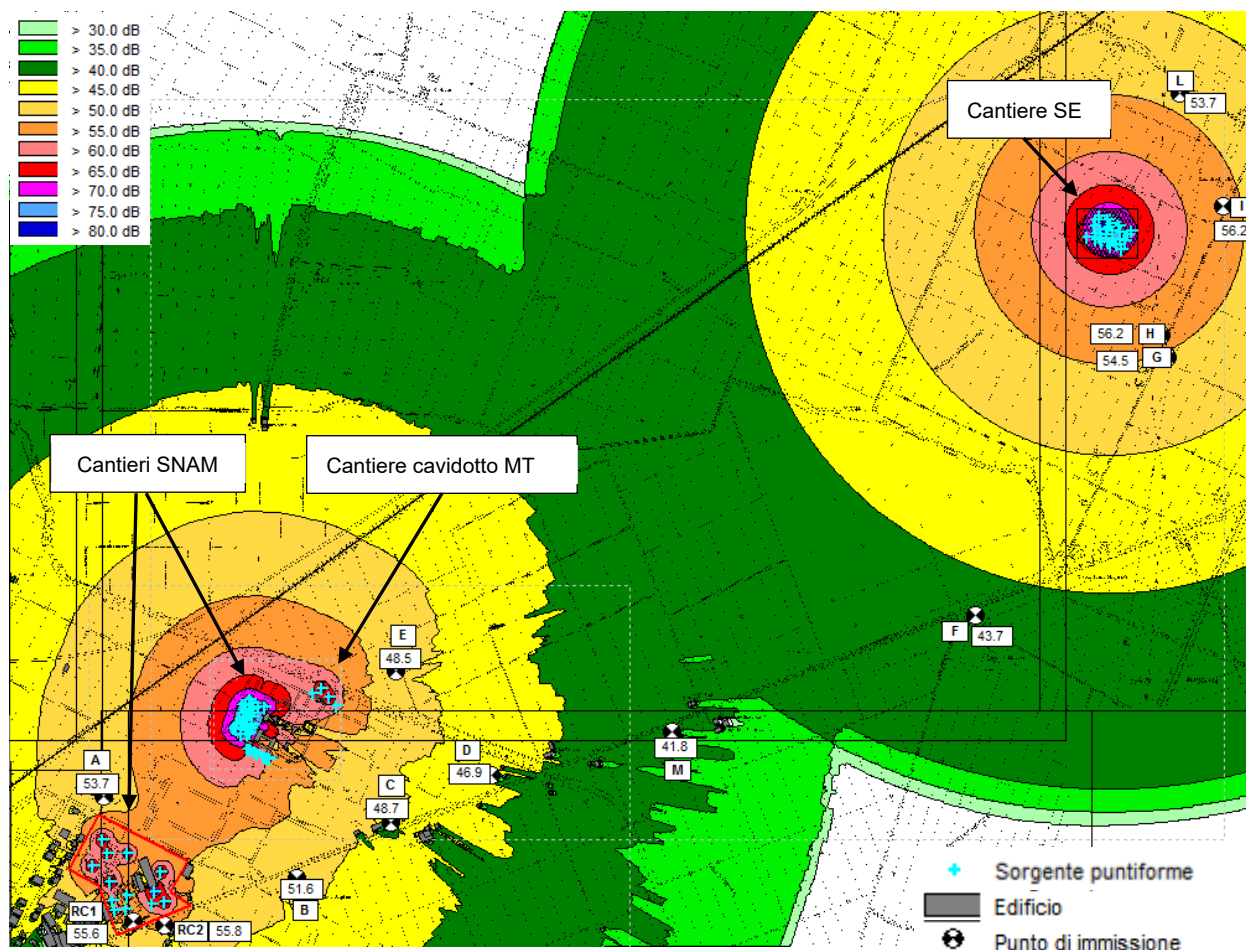 > 30.0 dB
> 35.0 dB
> 40.0 dB
> 45.0 dB
> 50.0 dB
> 55.0 dB
> 60.0 dB
> 65.0 dB
> 70.0 dB
> 75.0 dB
> 80.0 dB
Cantiere SE
L
53.7
I
56.2
56.2 H
54.5 G
Cantieri SNAM
Cantiere cavidotto MT
E
48.5
F
43.7
A
53.7
D
46.9
41.8
M
C
48.7
51.6
B
RC1
55.6
RC2 55.8
Sorgente puntiforme
Edificio
Punto di immissione